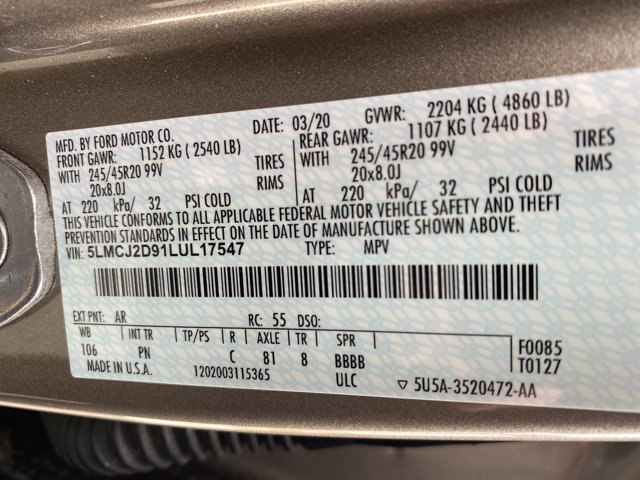 MFD. BY FORD MOTOR CO.
DATE: 03/20 GVWR: 2204 KG ( 4860 LB)
FRONT GAWR: 1152 KG ( 2540 LB) REAR GAWR: 1107 KG ( 2440 LB)
WITH 245/45R20 99V TIRES WITH 245/45R20 99V TIRES
20x8.0J RIMS 20x8.0J RIMS
AT 220 kPa/ 32 PSI COLD AT 220 kPa/ 32 PSI COLD
THIS VEHICLE CONFORMS TO ALL APPLICABLE FEDERAL MOTOR VEHICLE SAFETY AND THEFT
PREVENTION STANDARDS IN EFFECT ON THE DATE OF MANUFACTURE SHOWN ABOVE.
VIN: 5LMCJ2D91LUL17547 TYPE: MPV
EXT PNT: AR RC: 55 DSO:
WB INT TR TP/PS R AXLE TR SPR
106 PN C 81 8 BBBB
F0085
T0127
MADE IN U.S.A. 1202003115365 ULC ▽ 5U5A-3520472-AA